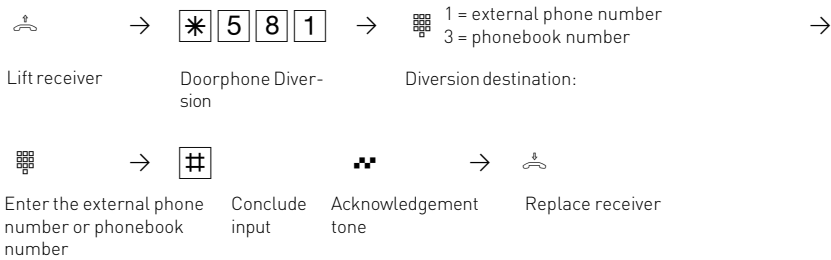 → * 5 8 1 → 1 = external phone number
3 = phonebook number →
Lift receiver Doorphone Diver-
sion Diversion destination:
→ # →
Enter the external phone
number or phonebook
number Conclude
input Acknowledgement
tone Replace receiver